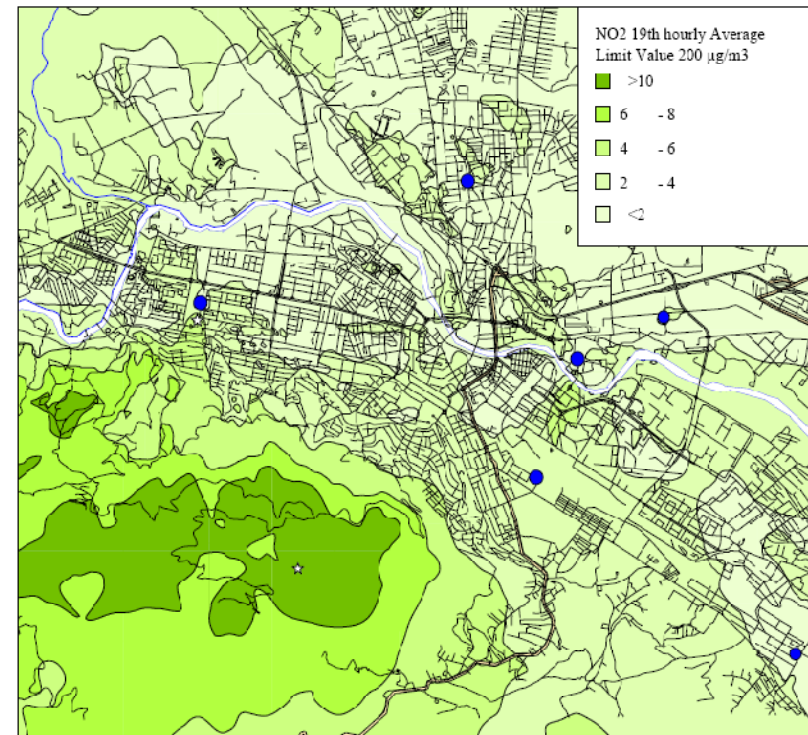 NO2 19th hourly Average
Limit Value 200 µg/m3
>10
6 - 8
4 - 6
2 - 4
<2